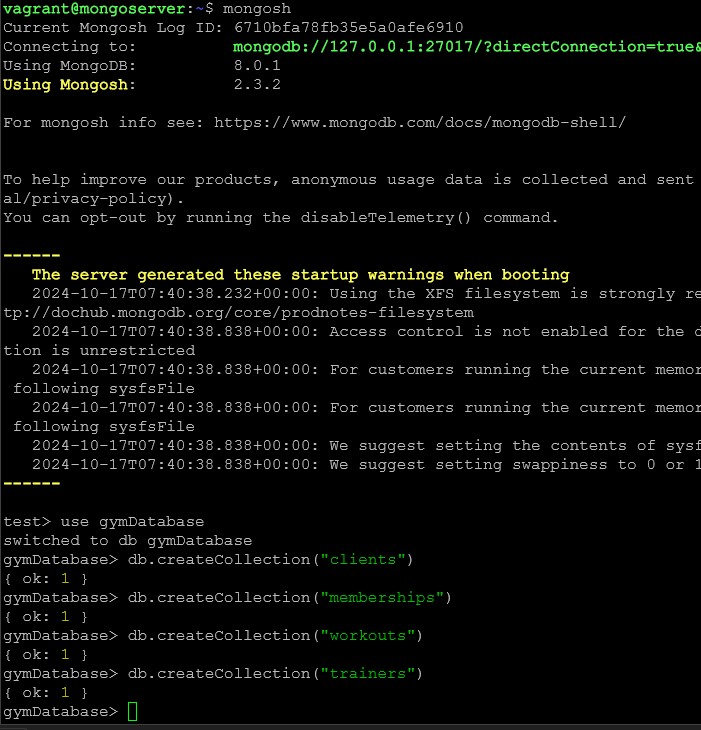 vagrant@mongoserver:~$ mongosh
Current Mongosh Log ID: 6710bfa78fb35e5a0afe6910
Connecting to:          mongodb://127.0.0.1:27017/?directConnection=true&
Using MongoDB:          8.0.1
Using Mongosh:          2.3.2
For mongosh info see: https://www.mongodb.com/docs/mongodb-shell/
To help improve our products, anonymous usage data is collected and sent
al/privacy-policy).
You can opt-out by running the disableTelemetry() command.
------
   The server generated these startup warnings when booting
   2024-10-17T07:40:38.232+00:00: Using the XFS filesystem is strongly re
tp://dochub.mongodb.org/core/prodnotes-filesystem
   2024-10-17T07:40:38.838+00:00: Access control is not enabled for the d
tion is unrestricted
   2024-10-17T07:40:38.838+00:00: For customers running the current memor
 following sysfsFile
   2024-10-17T07:40:38.838+00:00: For customers running the current memor
 following sysfsFile
   2024-10-17T07:40:38.838+00:00: We suggest setting the contents of sysf
   2024-10-17T07:40:38.838+00:00: We suggest setting swappiness to 0 or 1
------
test> use gymDatabase
switched to db gymDatabase
gymDatabase> db.createCollection("clients")
{ ok: 1 }
gymDatabase> db.createCollection("memberships")
{ ok: 1 }
gymDatabase> db.createCollection("workouts")
{ ok: 1 }
gymDatabase> db.createCollection("trainers")
{ ok: 1 }
gymDatabase>